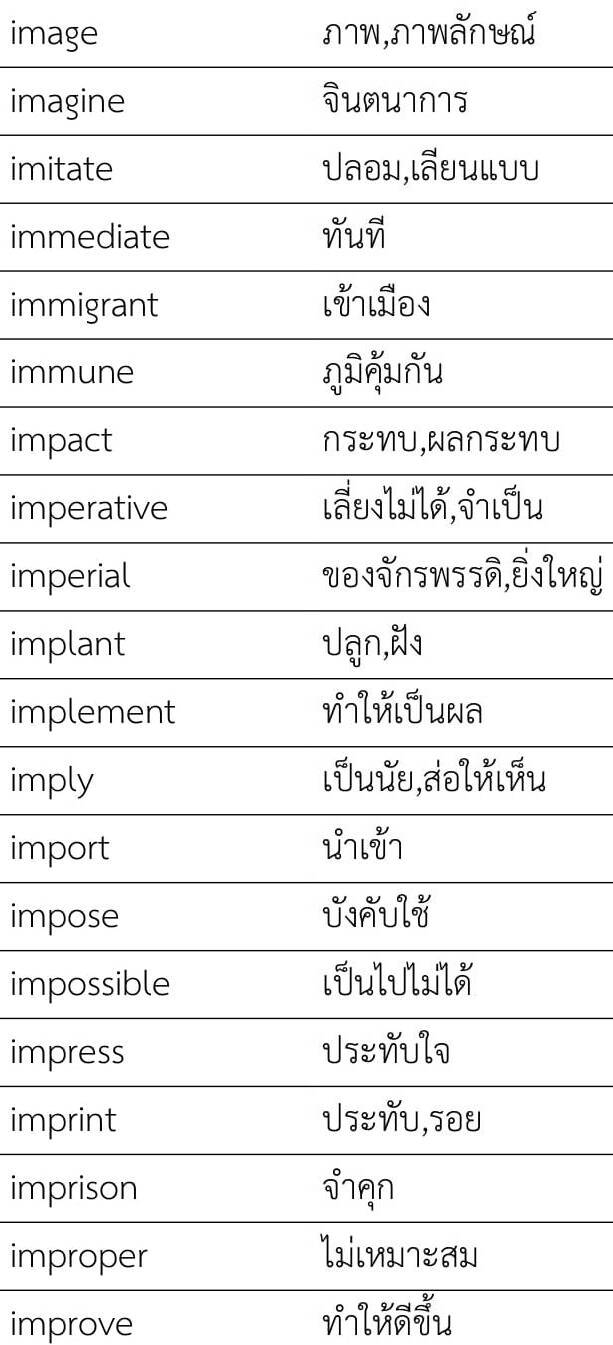 image ภาพ,ภาพลักษณ์
imagine จินตนาการ
imitate ปลอม,เลียนแบบ
immediate ทันที
immigrant เข้าเมือง
immune ภูมิคุ้มกัน
impact กระทบ,ผลกระทบ
imperative เลี่ยงไม่ได้,จำเป็น
imperial ของจักรพรรดิ,ยิ่งใหญ่
implant ปลูก,ฝัง
implement ทำให้เป็นผล
imply เป็นนัย,ส่อให้เห็น
import นำเข้า
impose บังคับใช้
impossible เป็นไปไม่ได้
impress ประทับใจ
imprint ประทับ,รอย
imprison จำคุก
improper ไม่เหมาะสม
improve ทำให้ดีขึ้น